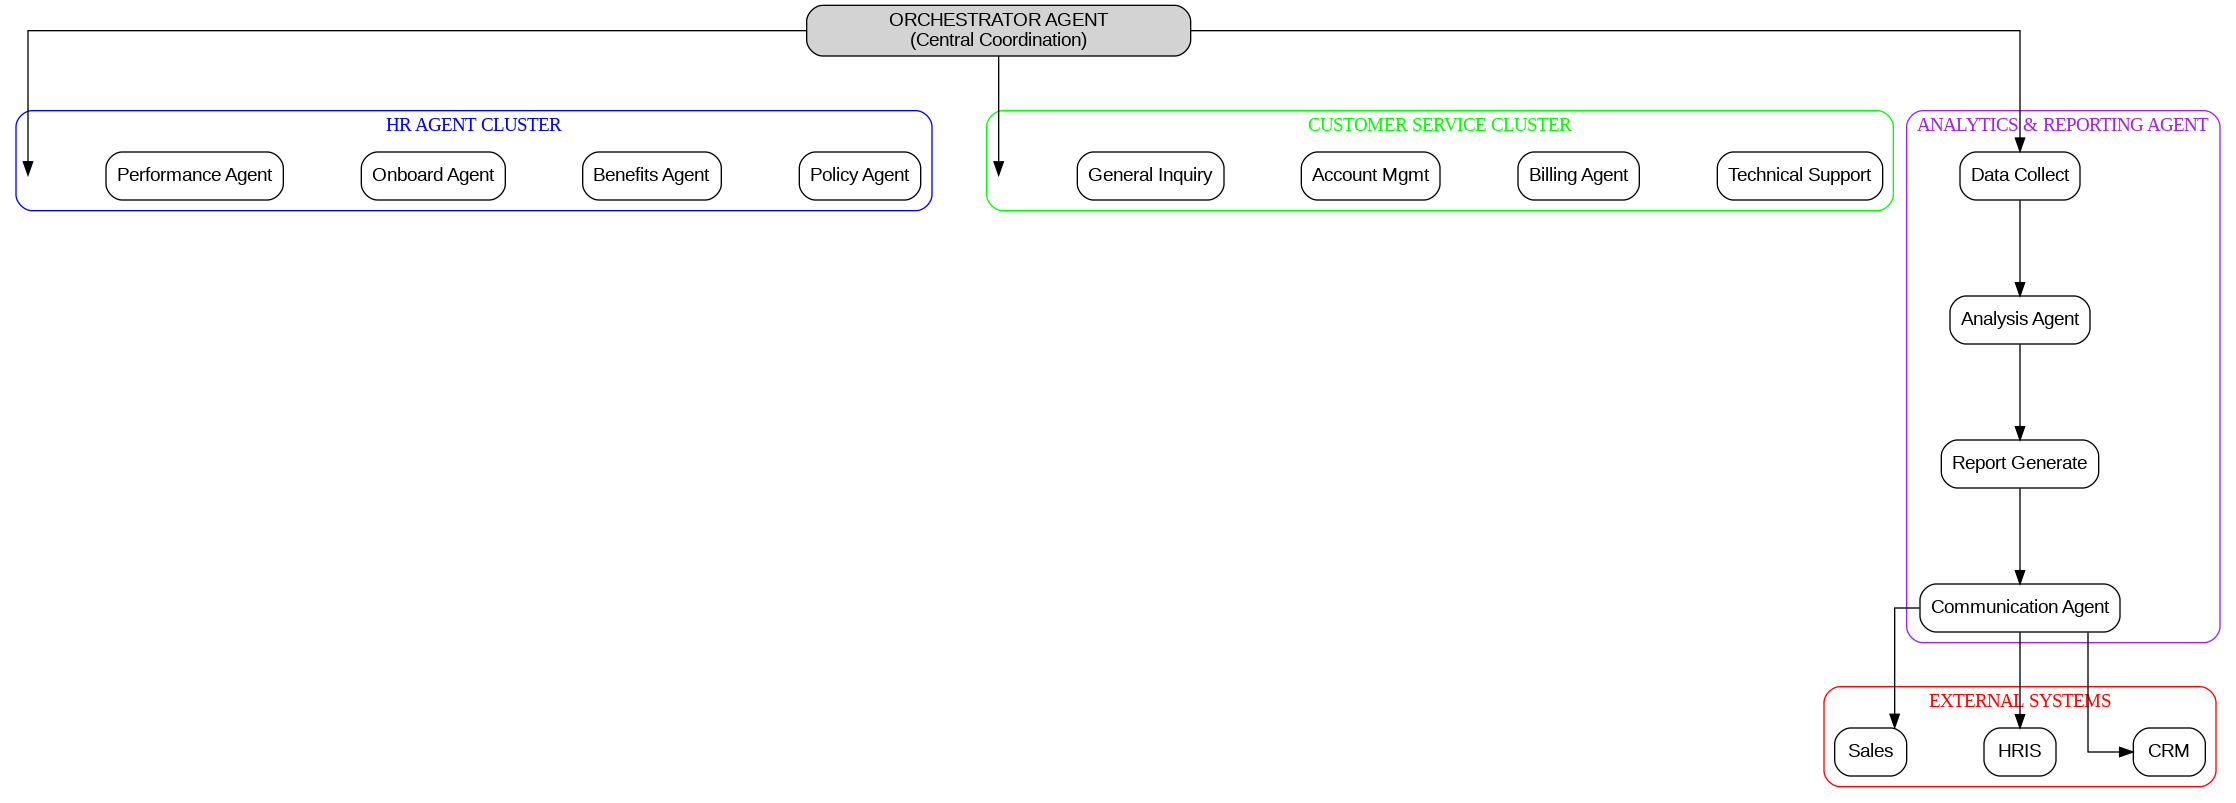 ORCHESTRATOR AGENT
(Central Coordination)
HR AGENT CLUSTER
Performance Agent
Onboard Agent
Benefits Agent
Policy Agent
CUSTOMER SERVICE CLUSTER
General Inquiry
Account Mgmt
Billing Agent
Technical Support
ANALYTICS & REPORTING AGENT
Data Collect
Analysis Agent
Report Generate
Communication Agent
EXTERNAL SYSTEMS
Sales
HRIS
CRM